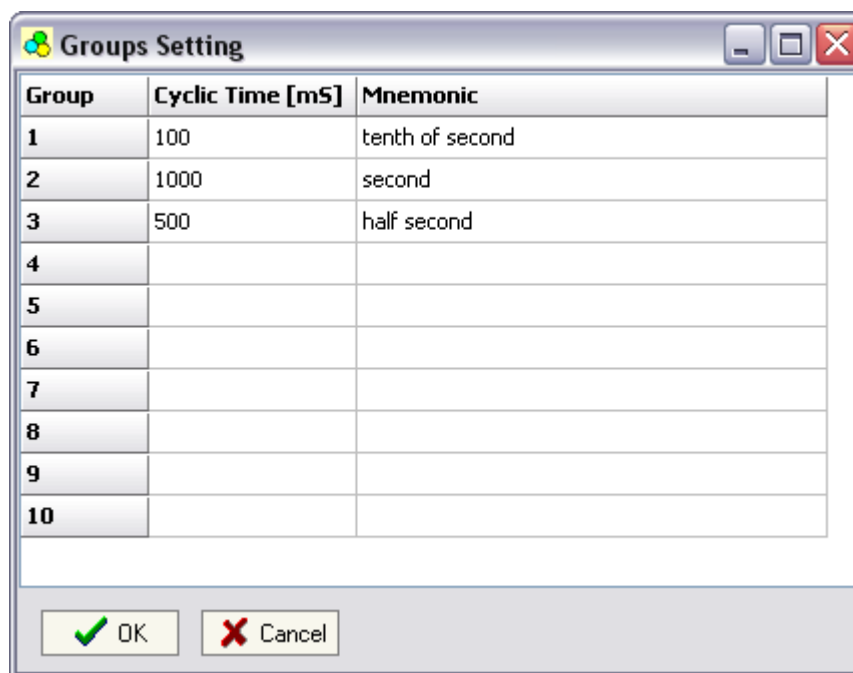 Groups Setting
Group Cyclic Time [mS] Mnemonic
1 100 tenth of second
2 1000 second
3 500 half second
4
5
6
7
8
9
10
OK Cancel